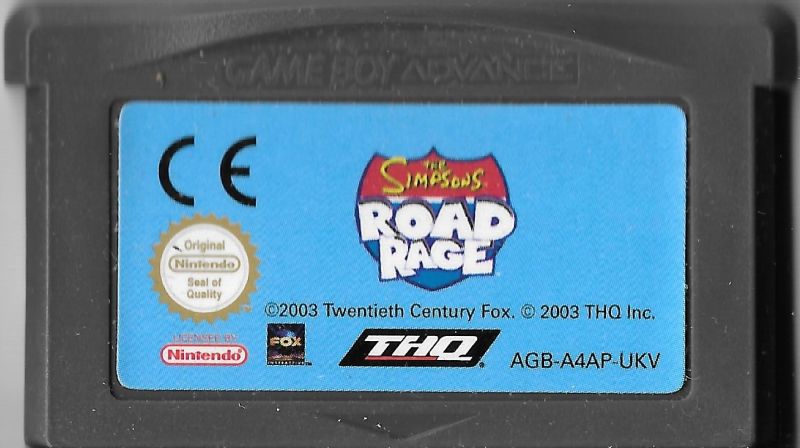 GAME BOY ADVANCE
CE
THE
SIMPSONS
ROAD
RAGE
Original
Nintendo
Seal of
Quality
©2003 Twentieth Century Fox. © 2003 THQ Inc.
LICENSED BY
Nintendo
FOX
INTERACTIVE
THQ
AGB-A4AP-UKV